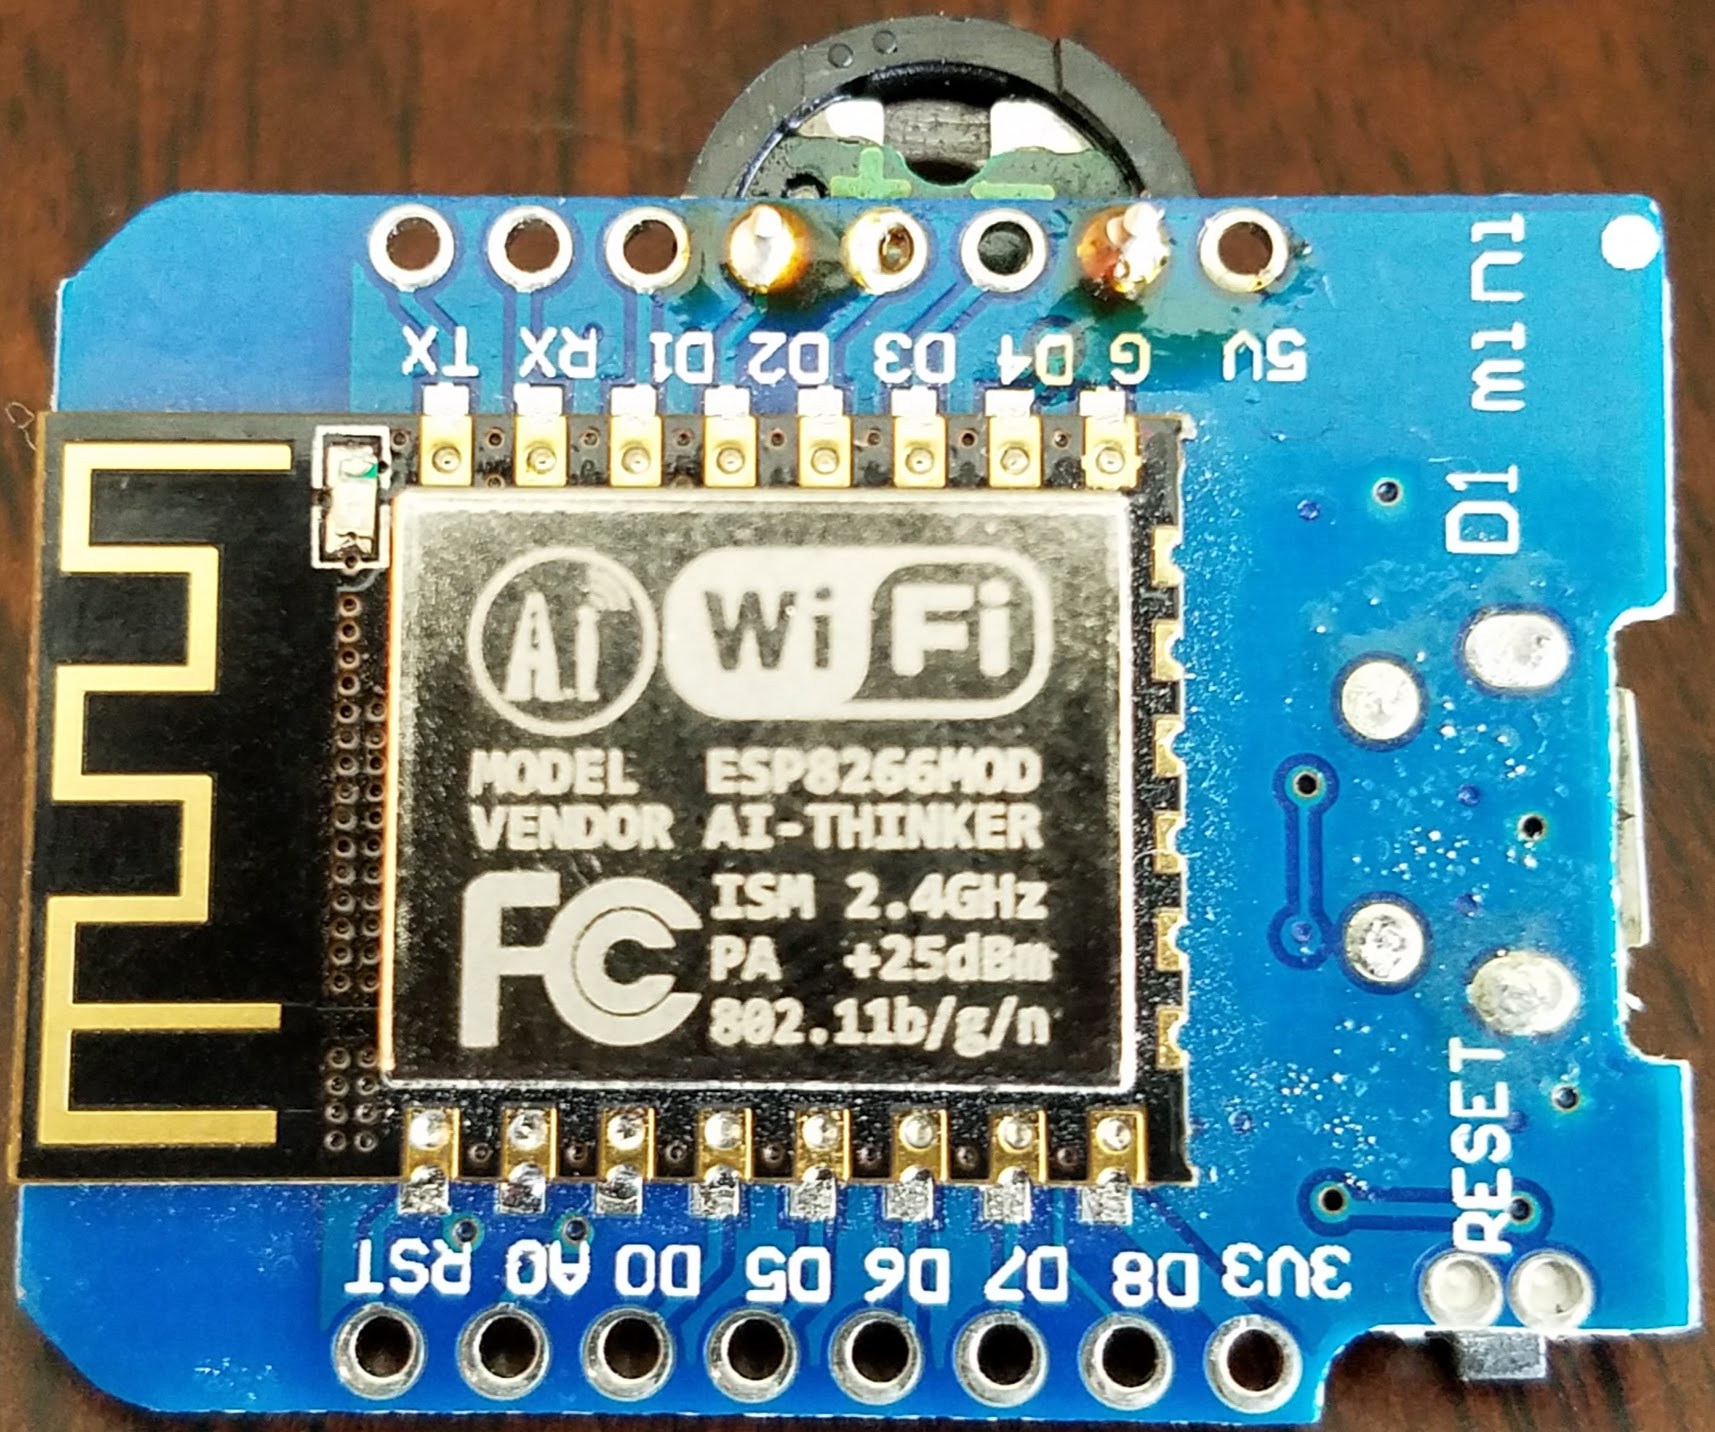 + -
TX RX D1 D2 D3 D4 G 5V
D1 mini
Ai WiFi
MODEL ESP8266MOD
VENDOR AI-THINKER
FC ISM 2.4GHz
PA +25dBm
802.11b/g/n
RESET
RST A0 D0 D5 D6 D7 D8 3V3